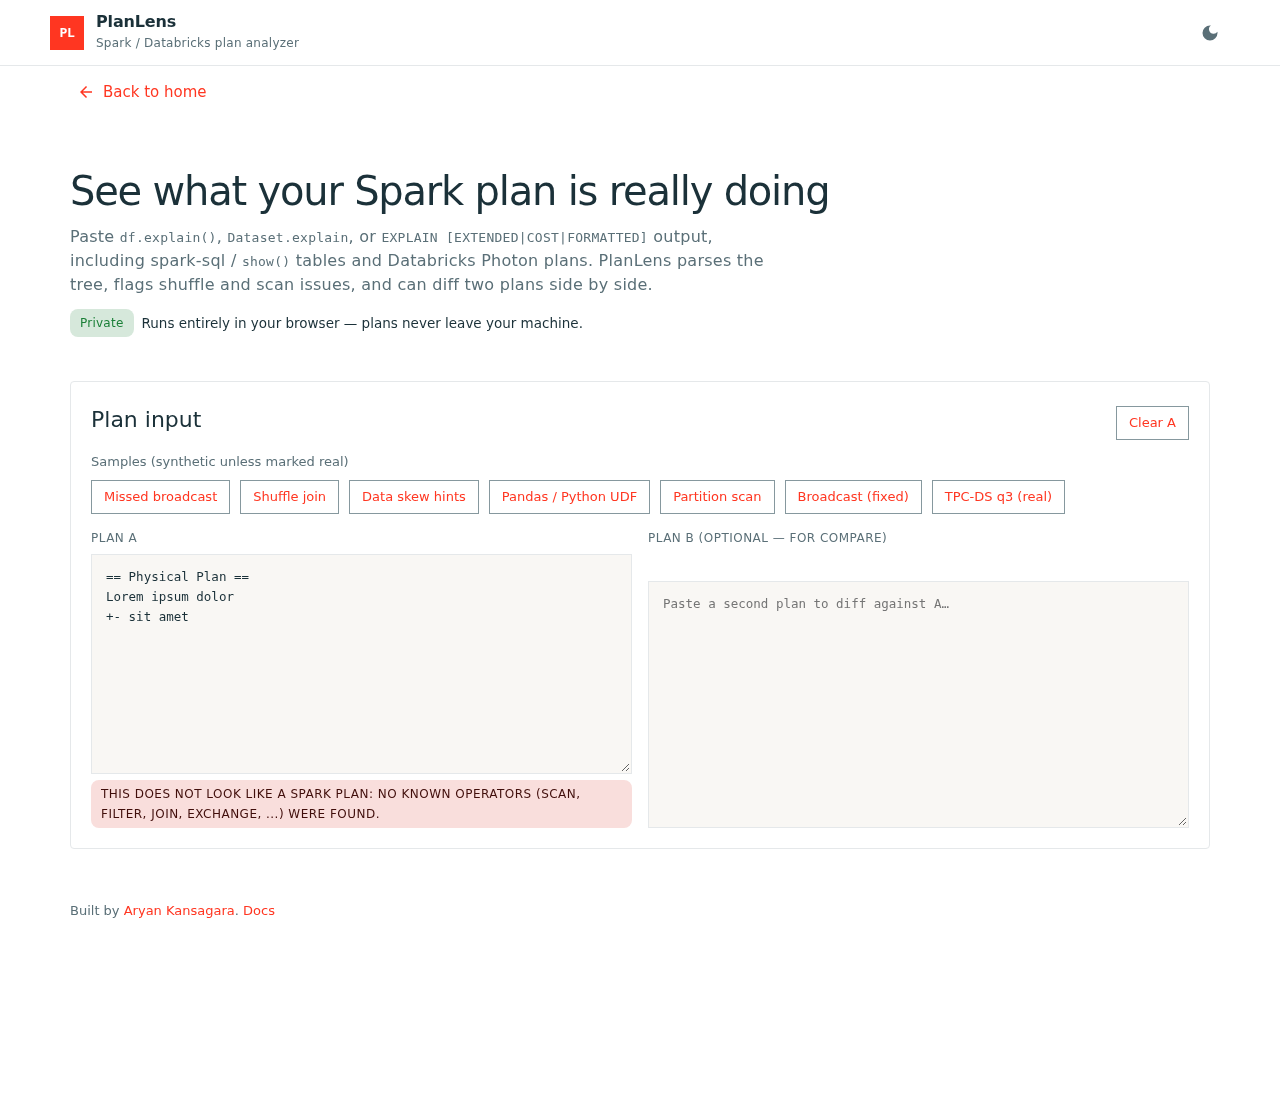 PL
PlanLens
Spark / Databricks plan analyzer
Back to home
See what your Spark plan is really doing
Paste df.explain(), Dataset.explain, or EXPLAIN [EXTENDED|COST|FORMATTED] output,
including spark-sql / show() tables and Databricks Photon plans. PlanLens parses the
tree, flags shuffle and scan issues, and can diff two plans side by side.
Private Runs entirely in your browser — plans never leave your machine.
Plan input
Clear A
Samples (synthetic unless marked real)
Missed broadcast Shuffle join Data skew hints Pandas / Python UDF Partition scan Broadcast (fixed) TPC-DS q3 (real)
PLAN A
== Physical Plan ==
Lorem ipsum dolor
+- sit amet
THIS DOES NOT LOOK LIKE A SPARK PLAN: NO KNOWN OPERATORS (SCAN,
FILTER, JOIN, EXCHANGE, ...) WERE FOUND.
PLAN B (OPTIONAL — FOR COMPARE)
Paste a second plan to diff against A…
Built by Aryan Kansagara. Docs